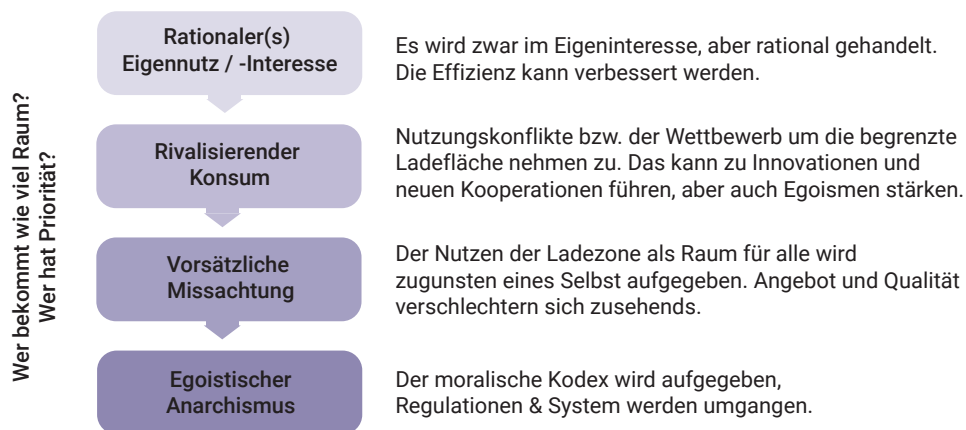 Wer bekommt wie viel Raum?
Wer hat Priorität?
Rationaler(s)
Eigennutz / -Interesse
Es wird zwar im Eigeninteresse, aber rational gehandelt.
Die Effizienz kann verbessert werden.
Rivalisierender
Konsum
Nutzungskonflikte bzw. der Wettbewerb um die begrenzte
Ladefläche nehmen zu. Das kann zu Innovationen und
neuen Kooperationen führen, aber auch Egoismen stärken.
Vorsätzliche
Missachtung
Der Nutzen der Ladezone als Raum für alle wird
zugunsten eines Selbst aufgegeben. Angebot und Qualität
verschlechtern sich zusehends.
Egoistischer
Anarchismus
Der moralische Kodex wird aufgegeben,
Regulationen & System werden umgangen.